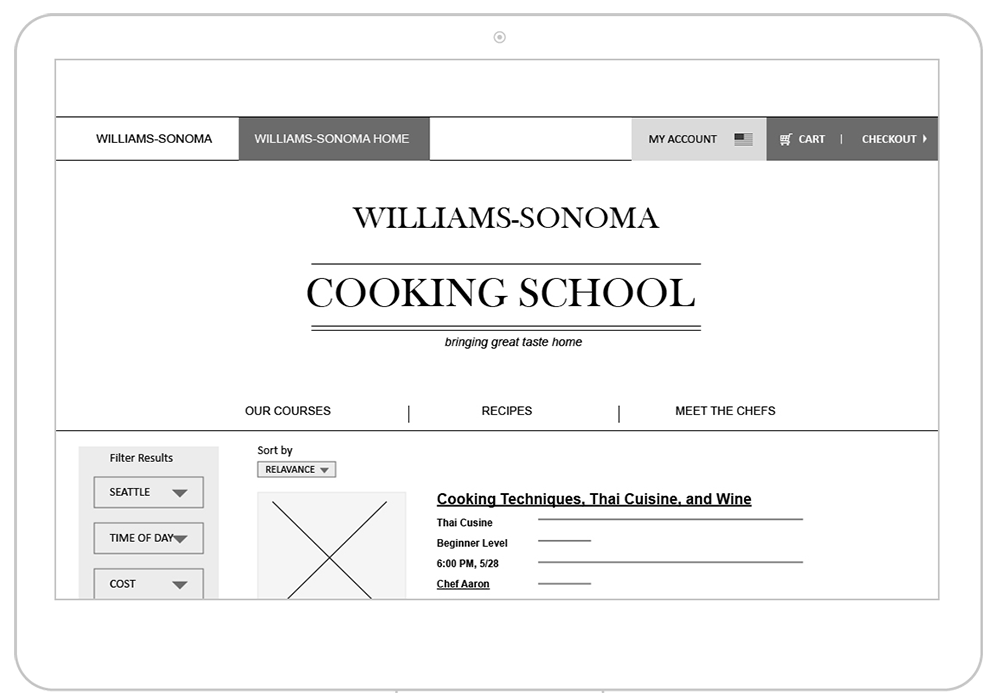 WILLIAMS-SONOMA WILLIAMS-SONOMA HOME MY ACCOUNT CART | CHECKOUT
WILLIAMS-SONOMA
COOKING SCHOOL
bringing great taste home
OUR COURSES | RECIPES | MEET THE CHEFS
Filter Results
SEATTLE
TIME OF DAY
COST
Sort by
RELAVANCE
Cooking Techniques, Thai Cuisine, and Wine
Thai Cusine
Beginner Level
6:00 PM, 5/28
Chef Aaron